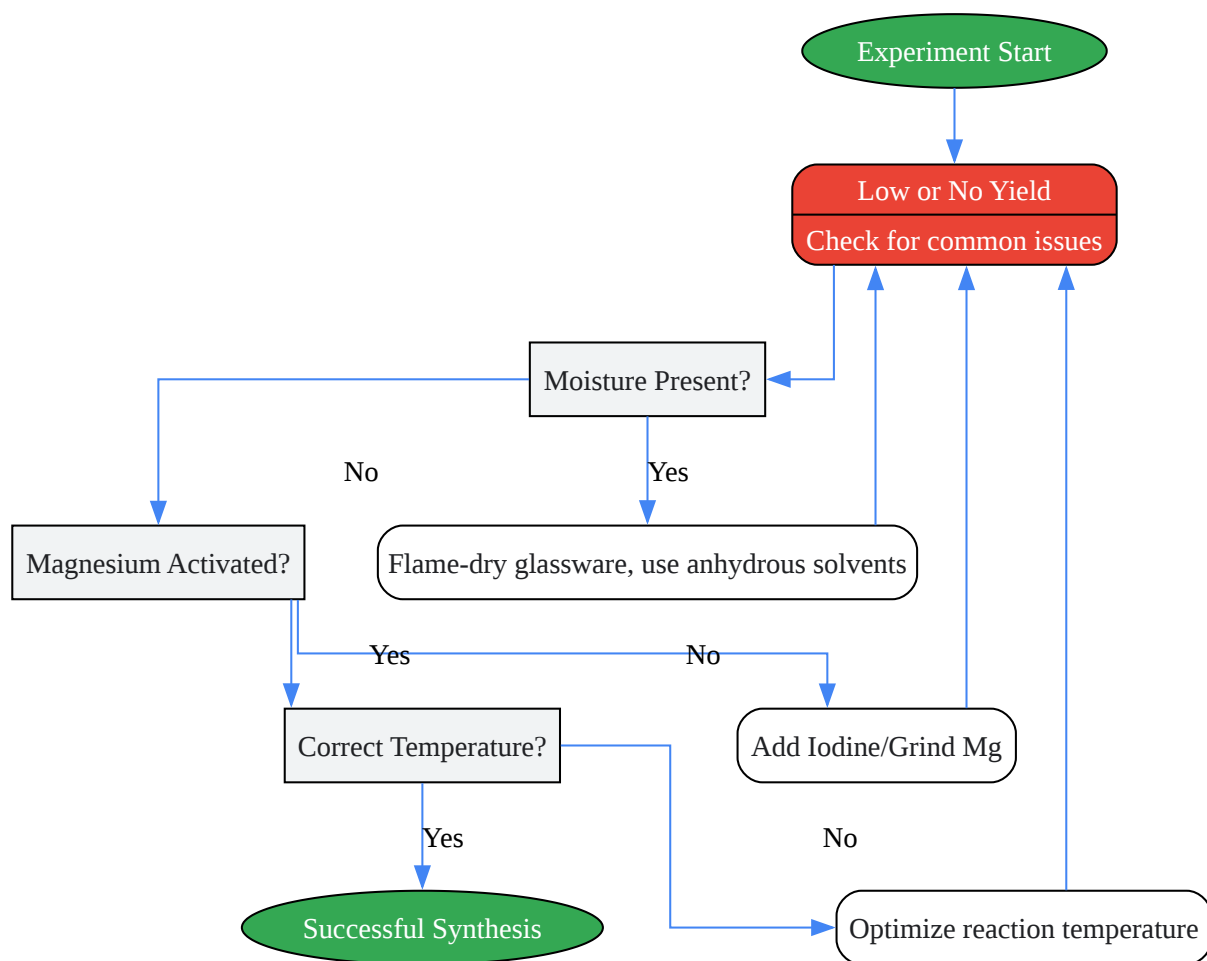 Experiment Start
Low or No Yield
Check for common issues
Moisture Present?
No
Yes
Magnesium Activated?
Flame-dry glassware, use anhydrous solvents
Yes
No
Correct Temperature?
Add Iodine/Grind Mg
Yes
No
Successful Synthesis
Optimize reaction temperature